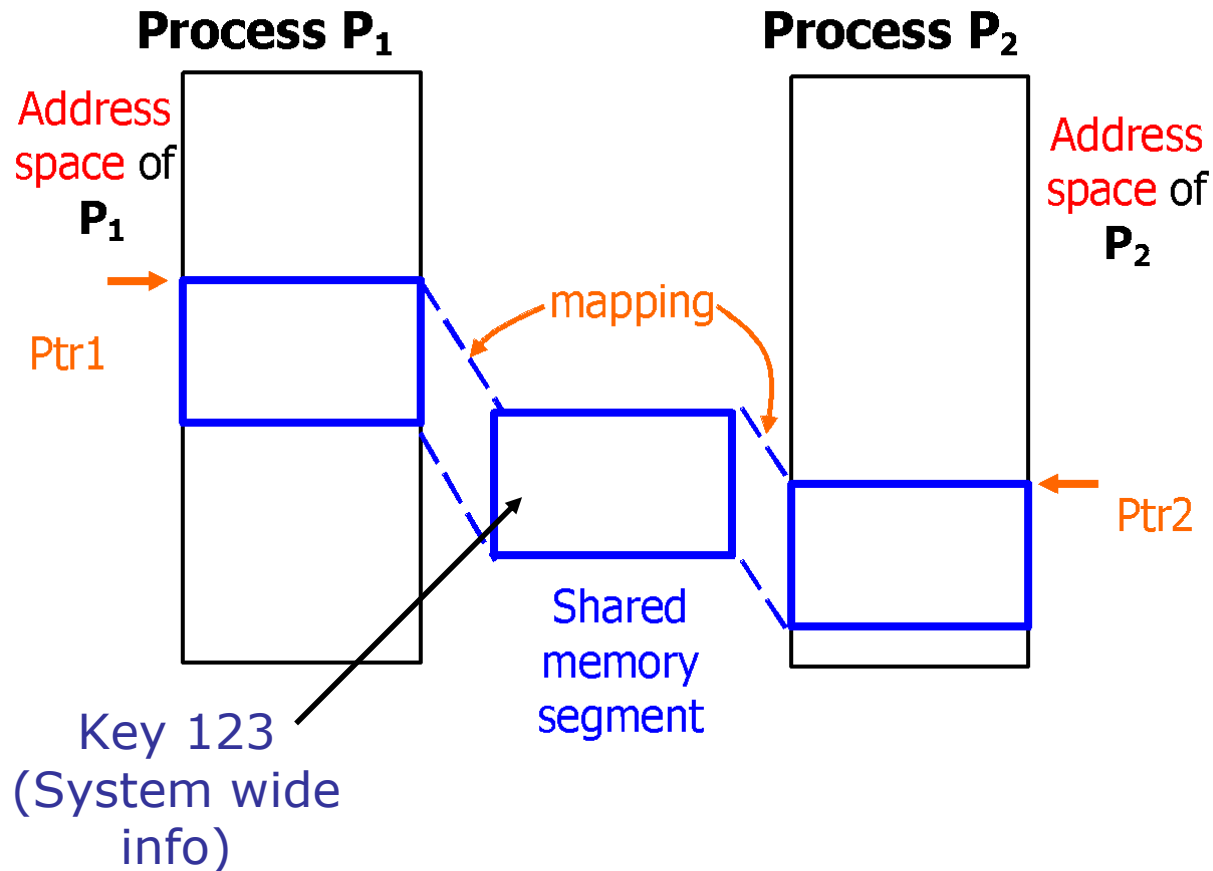 Process P₁
Process P₂
Address
space of
P₁
Address
space of
P₂
mapping
Ptr1
Ptr2
Shared
memory
segment
Key 123
(System wide
info)